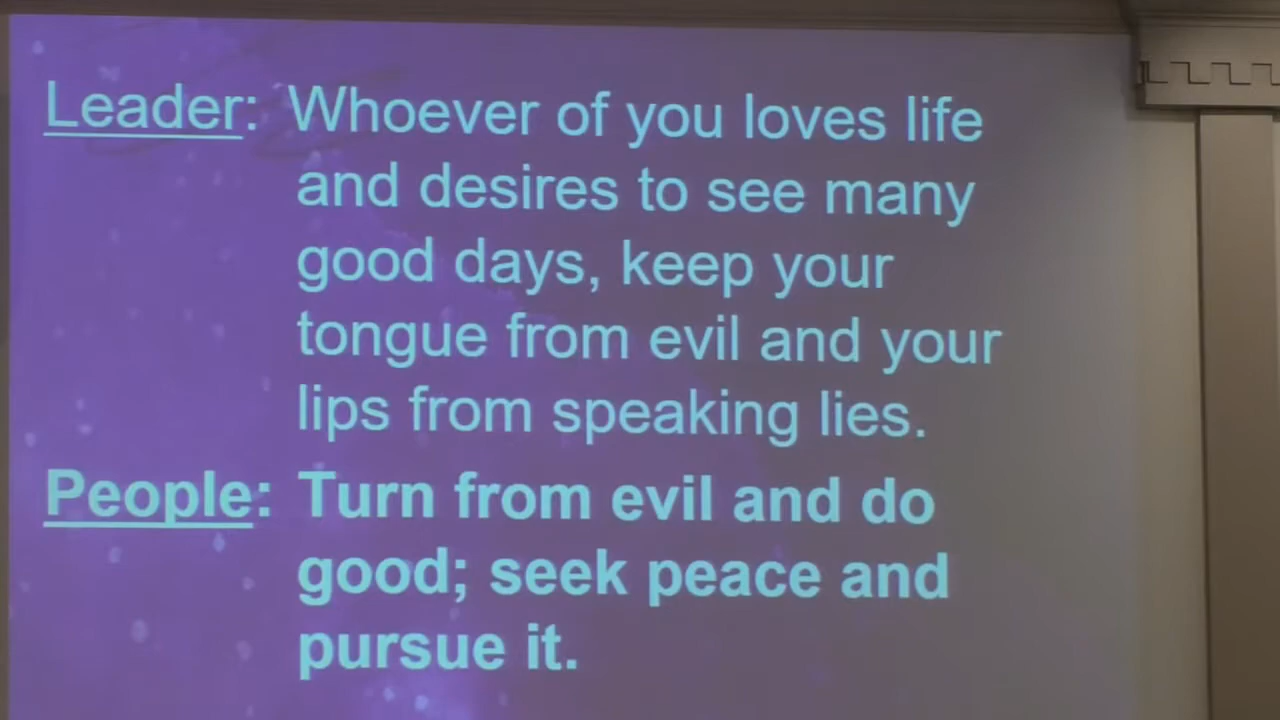 Leader: Whoever of you loves life
and desires to see many
good days, keep your
tongue from evil and your
lips from speaking lies.
People: Turn from evil and do
good; seek peace and
pursue it.